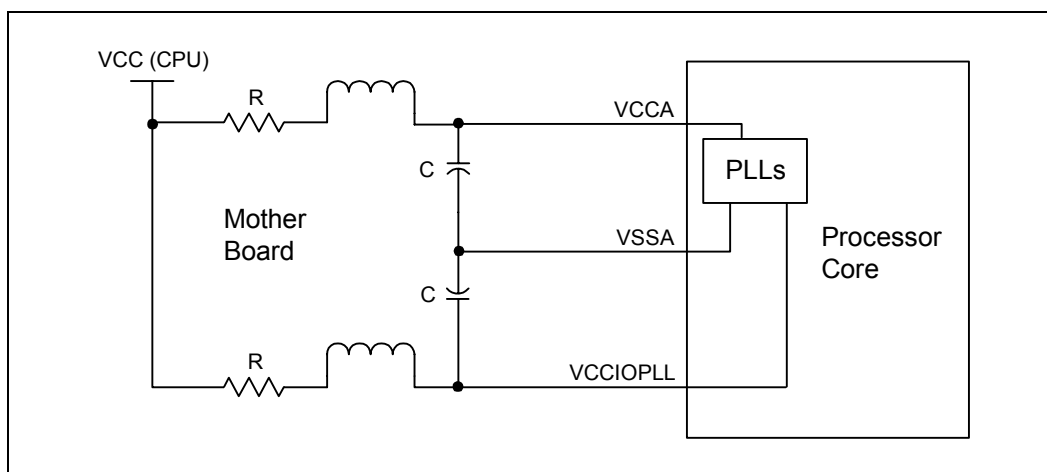 VCC (CPU)
R
VCCA
C
PLLs
Mother
Board
VSSA
Processor
Core
C
R
VCCIOPLL